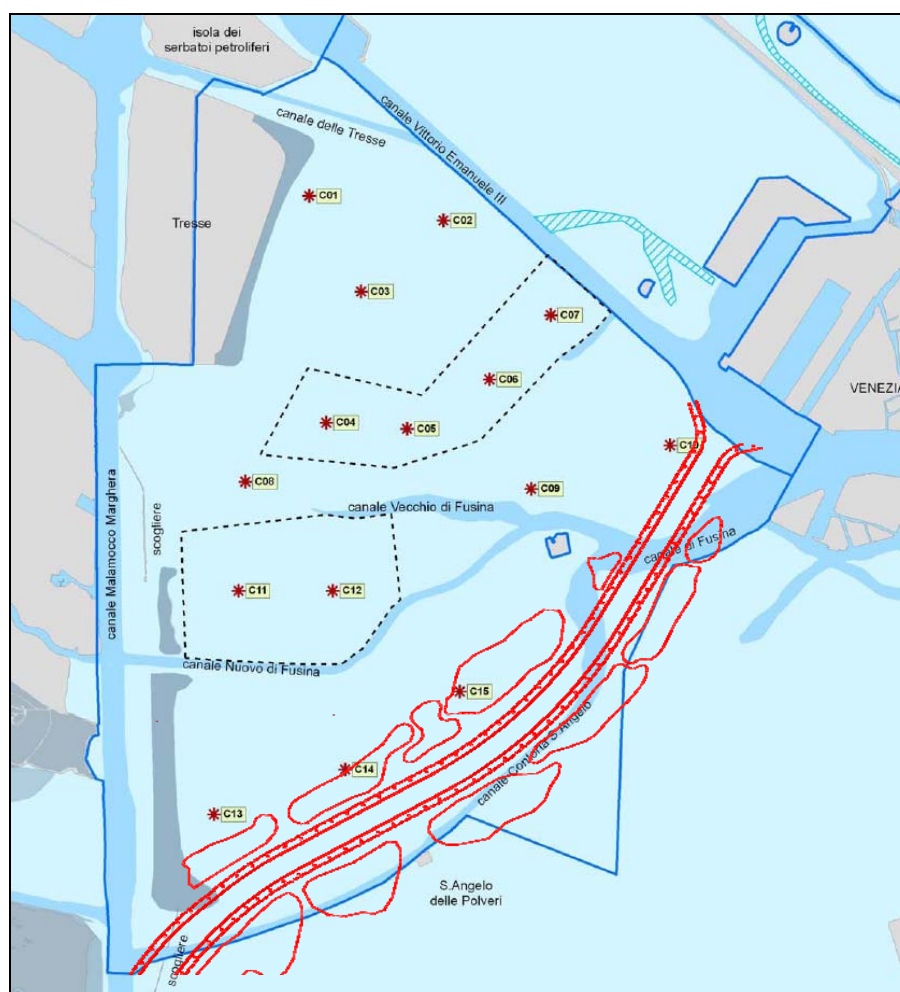 isola dei
serbatoi petroliferi
canale delle Tresse
canale Vittorio Emanuele III
Tresse
C01
C02
C03
C07
C06
C04
C05
VENEZIA
C10
C08
C09
canale Vecchio di Fusina
canale Malamocco Marghera
scogliere
canale di Fusina
C11
C12
canale Nuovo di Fusina
C15
canale Contorta S.Angelo
C14
C13
S.Angelo
delle Polveri
scogliere